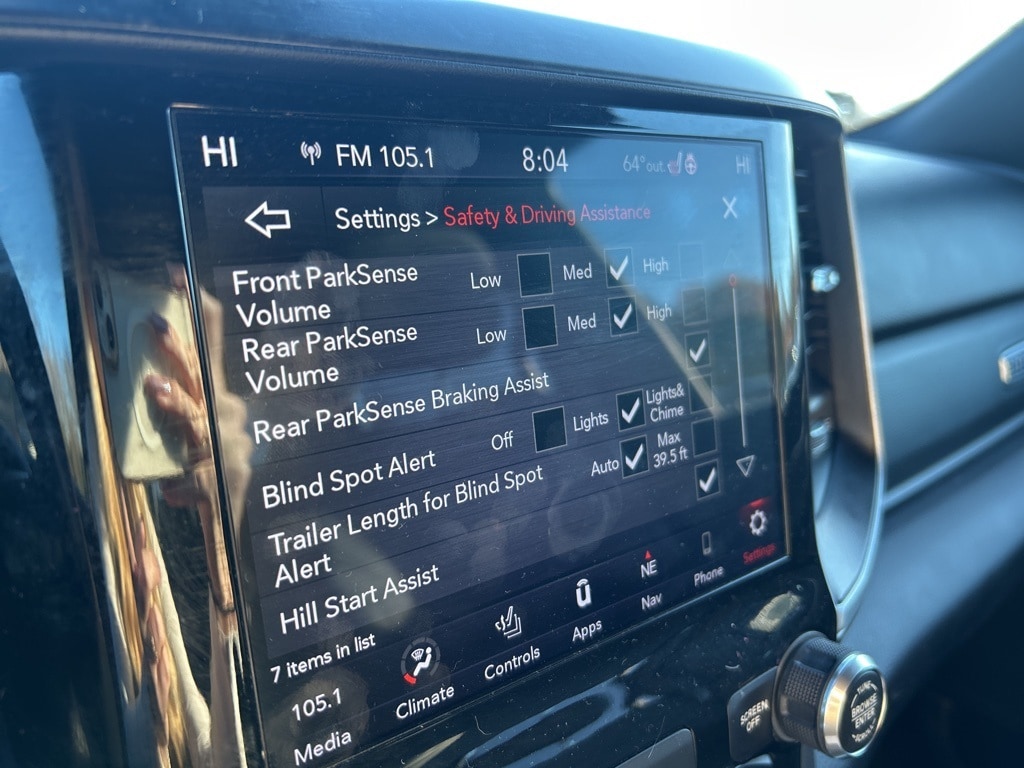 HI FM 105.1 8:04 64° out. HI
Settings > Safety & Driving Assistance
Front ParkSense
Volume
Low Med High
Rear ParkSense
Volume
Low Med High
Rear ParkSense Braking Assist
Blind Spot Alert
Off Lights Lights&
Chime
Trailer Length for Blind Spot
Alert
Auto Max
39.5 ft
Hill Start Assist
7 items in list
105.1
Media Climate Controls Apps NE
Nav Phone Settings
SCREEN
OFF
TUNE
BROWSE
ENTER
SCROLL